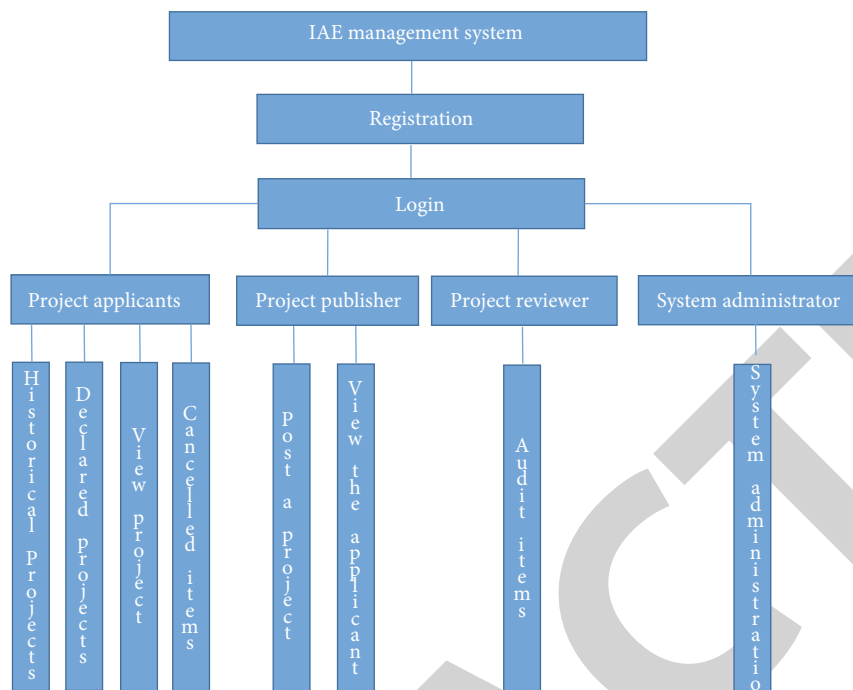 IAE management system
Registration
Login
Project applicants
Project publisher
Project reviewer
System administrator
Historical Projects
Declared projects
View project
Cancelled items
Post a project
View the applicant
Audit items
System administratio